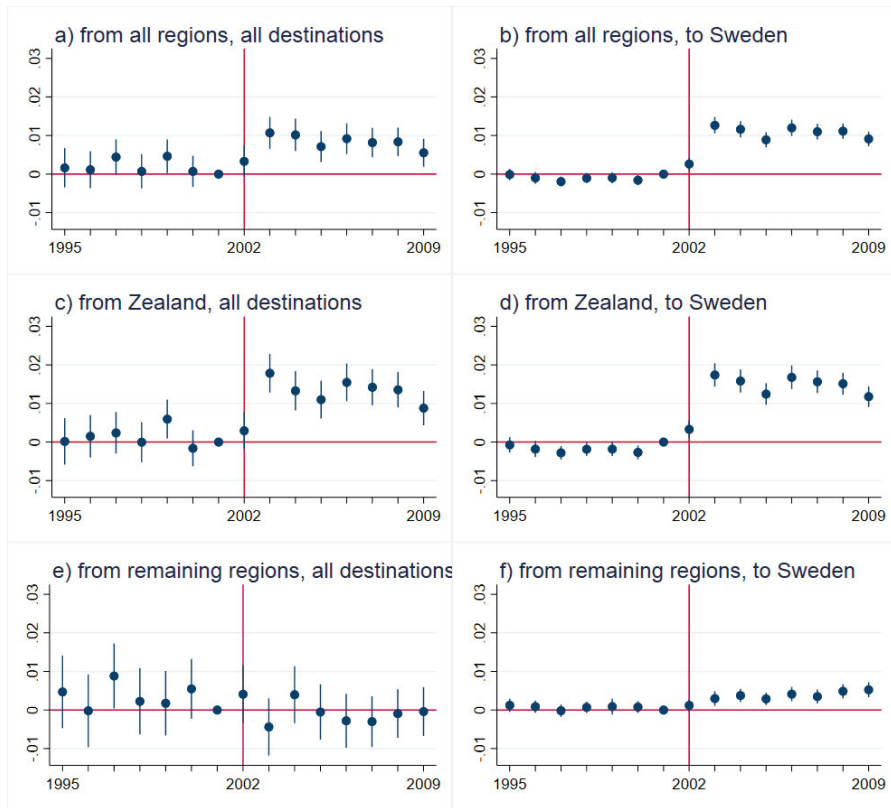 a) from all regions, all destinations
.03
.02
.01
0
-.01
1995 2002 2009
b) from all regions, to Sweden
.03
.02
.01
0
-.01
1995 2002 2009
c) from Zealand, all destinations
.03
.02
.01
0
-.01
1995 2002 2009
d) from Zealand, to Sweden
.03
.02
.01
0
-.01
1995 2002 2009
e) from remaining regions, all destinations
.03
.02
.01
0
-.01
1995 2002 2009
f) from remaining regions, to Sweden
.03
.02
.01
0
-.01
1995 2002 2009